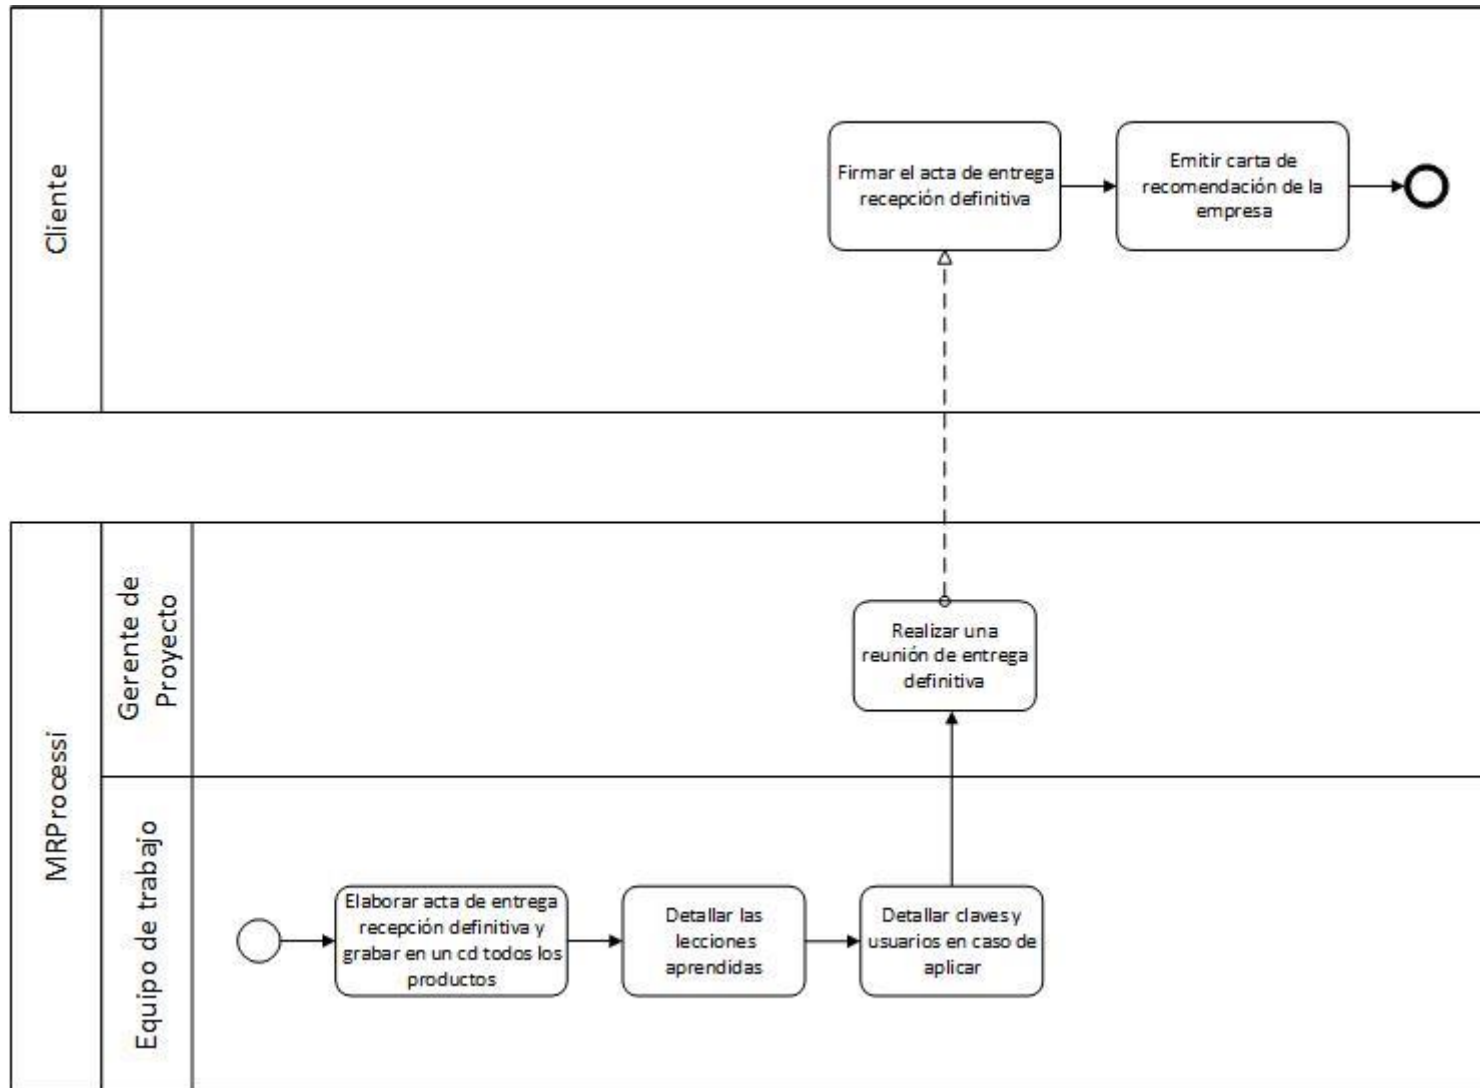 Cliente
Firmar el acta de entrega
recepción definitiva
Emitir carta de
recomendación de la
empresa
MRProcessi
Gerente de
Proyecto
Realizar una
reunión de entrega
definitiva
Equipo de trabajo
Elaborar acta de entrega
recepción definitiva y
grabar en un cd todos los
productos
Detallar las
lecciones
aprendidas
Detallar claves y
usuarios en caso de
aplicar